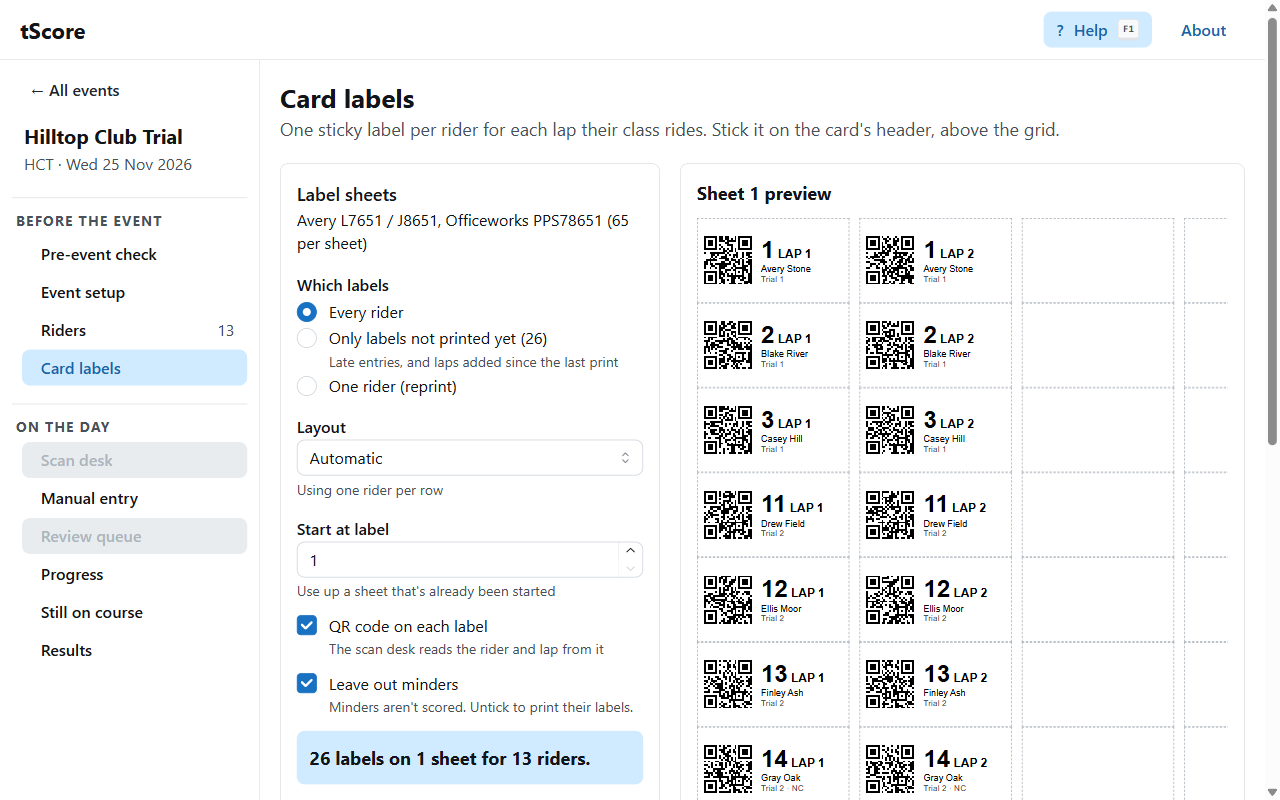 tScore
? Help F1
About
← All events
Hilltop Club Trial
HCT · Wed 25 Nov 2026
BEFORE THE EVENT
Pre-event check
Event setup
Riders 13
Card labels
ON THE DAY
Scan desk
Manual entry
Review queue
Progress
Still on course
Results
Card labels
One sticky label per rider for each lap their class rides. Stick it on the card's header, above the grid.
Label sheets
Avery L7651 / J8651, Officeworks PPS78651 (65
per sheet)
Which labels
Every rider
Only labels not printed yet (26)
Late entries, and laps added since the last print
One rider (reprint)
Layout
Automatic
Using one rider per row
Start at label
1
Use up a sheet that's already been started
QR code on each label
The scan desk reads the rider and lap from it
Leave out minders
Minders aren't scored. Untick to print their labels.
26 labels on 1 sheet for 13 riders.
Sheet 1 preview
1 LAP 1
Avery Stone
Trial 1
1 LAP 2
Avery Stone
Trial 1
2 LAP 1
Blake River
Trial 1
2 LAP 2
Blake River
Trial 1
3 LAP 1
Casey Hill
Trial 1
3 LAP 2
Casey Hill
Trial 1
11 LAP 1
Drew Field
Trial 2
11 LAP 2
Drew Field
Trial 2
12 LAP 1
Ellis Moor
Trial 2
12 LAP 2
Ellis Moor
Trial 2
13 LAP 1
Finley Ash
Trial 2
13 LAP 2
Finley Ash
Trial 2
14 LAP 1
Gray Oak
Trial 2 · NC
14 LAP 2
Gray Oak
Trial 2 · NC